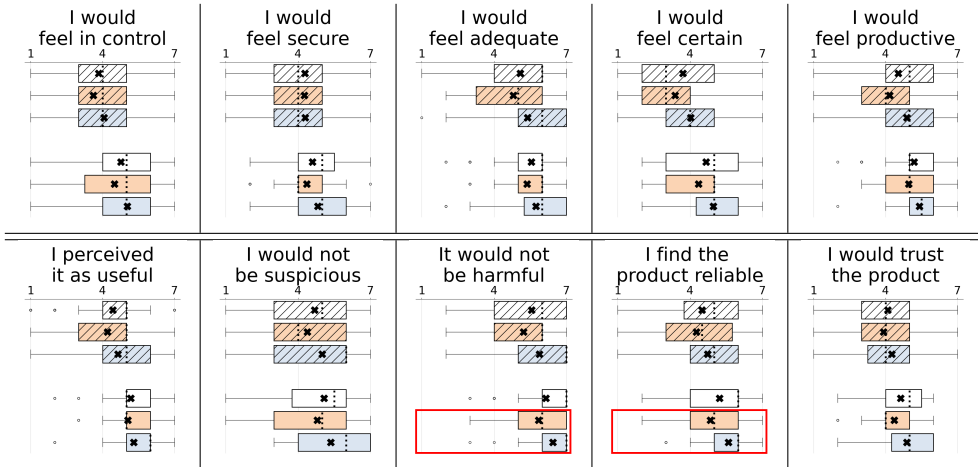 I would
feel in control
1 4 7
I would
feel secure
1 4 7
I would
feel adequate
1 4 7
I would
feel certain
1 4 7
I would
feel productive
1 4 7
I perceived
it as useful
1 4 7
I would not
be suspicious
1 4 7
It would not
be harmful
1 4 7
I find the
product reliable
1 4 7
I would trust
the product
1 4 7